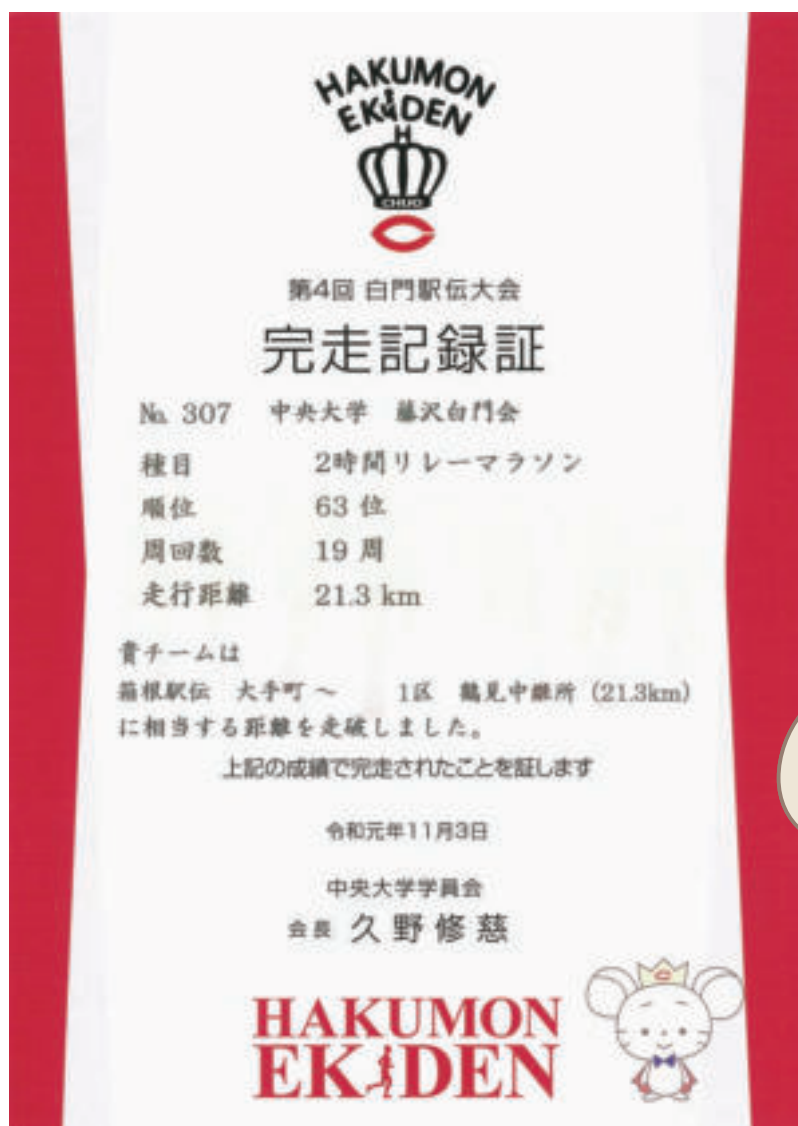 HAKUMON
EKIDEN
H
CHUO
C
第4回 白門駅伝大会
完走記録証
№ 307 中央大学 藤沢白門会
種目 2時間リレーマラソン
順位 63 位
周回数 19 周
走行距離 21.3 km
貴チームは
箱根駅伝 大手町 ～ 1区 鶴見中継所 (21.3km)
に相当する距離を走破しました。
上記の成績で完走されたことを証します
令和元年11月3日
中央大学学員会
会長 久野修慈
HAKUMON
EKIDEN